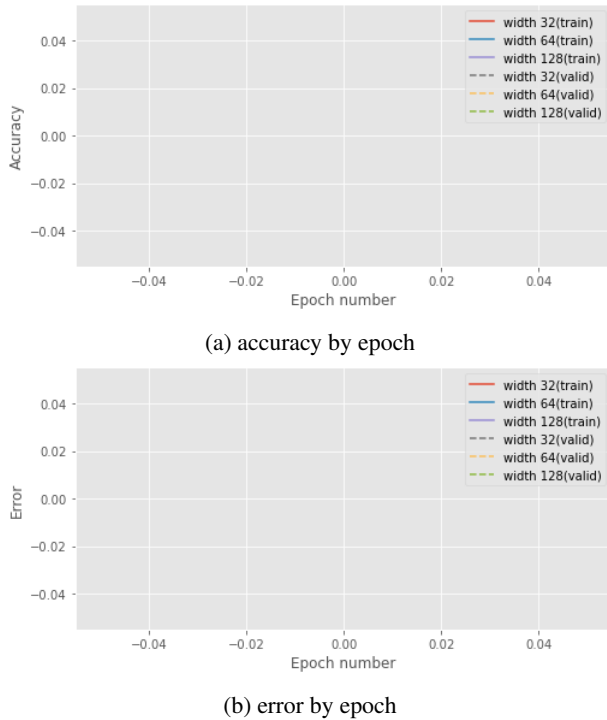 0.04
0.02
0.00
−0.02
−0.04
Accuracy
width 32(train)
width 64(train)
width 128(train)
width 32(valid)
width 64(valid)
width 128(valid)
−0.04 −0.02 0.00 0.02 0.04
Epoch number
(a) accuracy by epoch
0.04
0.02
0.00
−0.02
−0.04
Error
width 32(train)
width 64(train)
width 128(train)
width 32(valid)
width 64(valid)
width 128(valid)
−0.04 −0.02 0.00 0.02 0.04
Epoch number
(b) error by epoch